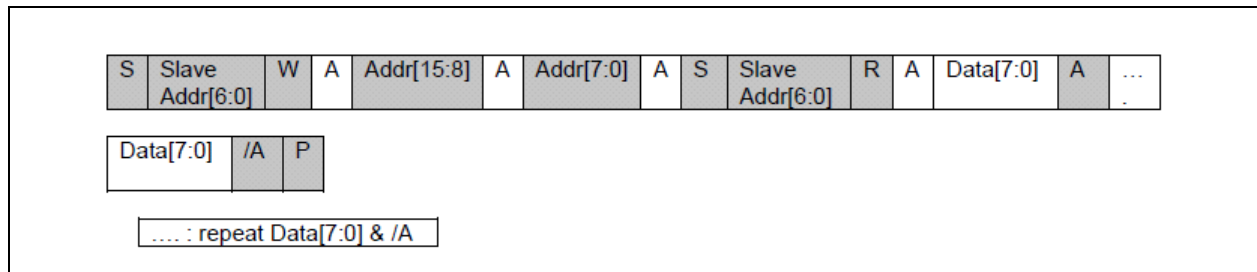 S Slave W A Addr[15:8] A Addr[7:0] A S Slave R A Data[7:0] A ...
Addr[6:0] Addr[6:0] .
Data[7:0] /A P
.... : repeat Data[7:0] & /A